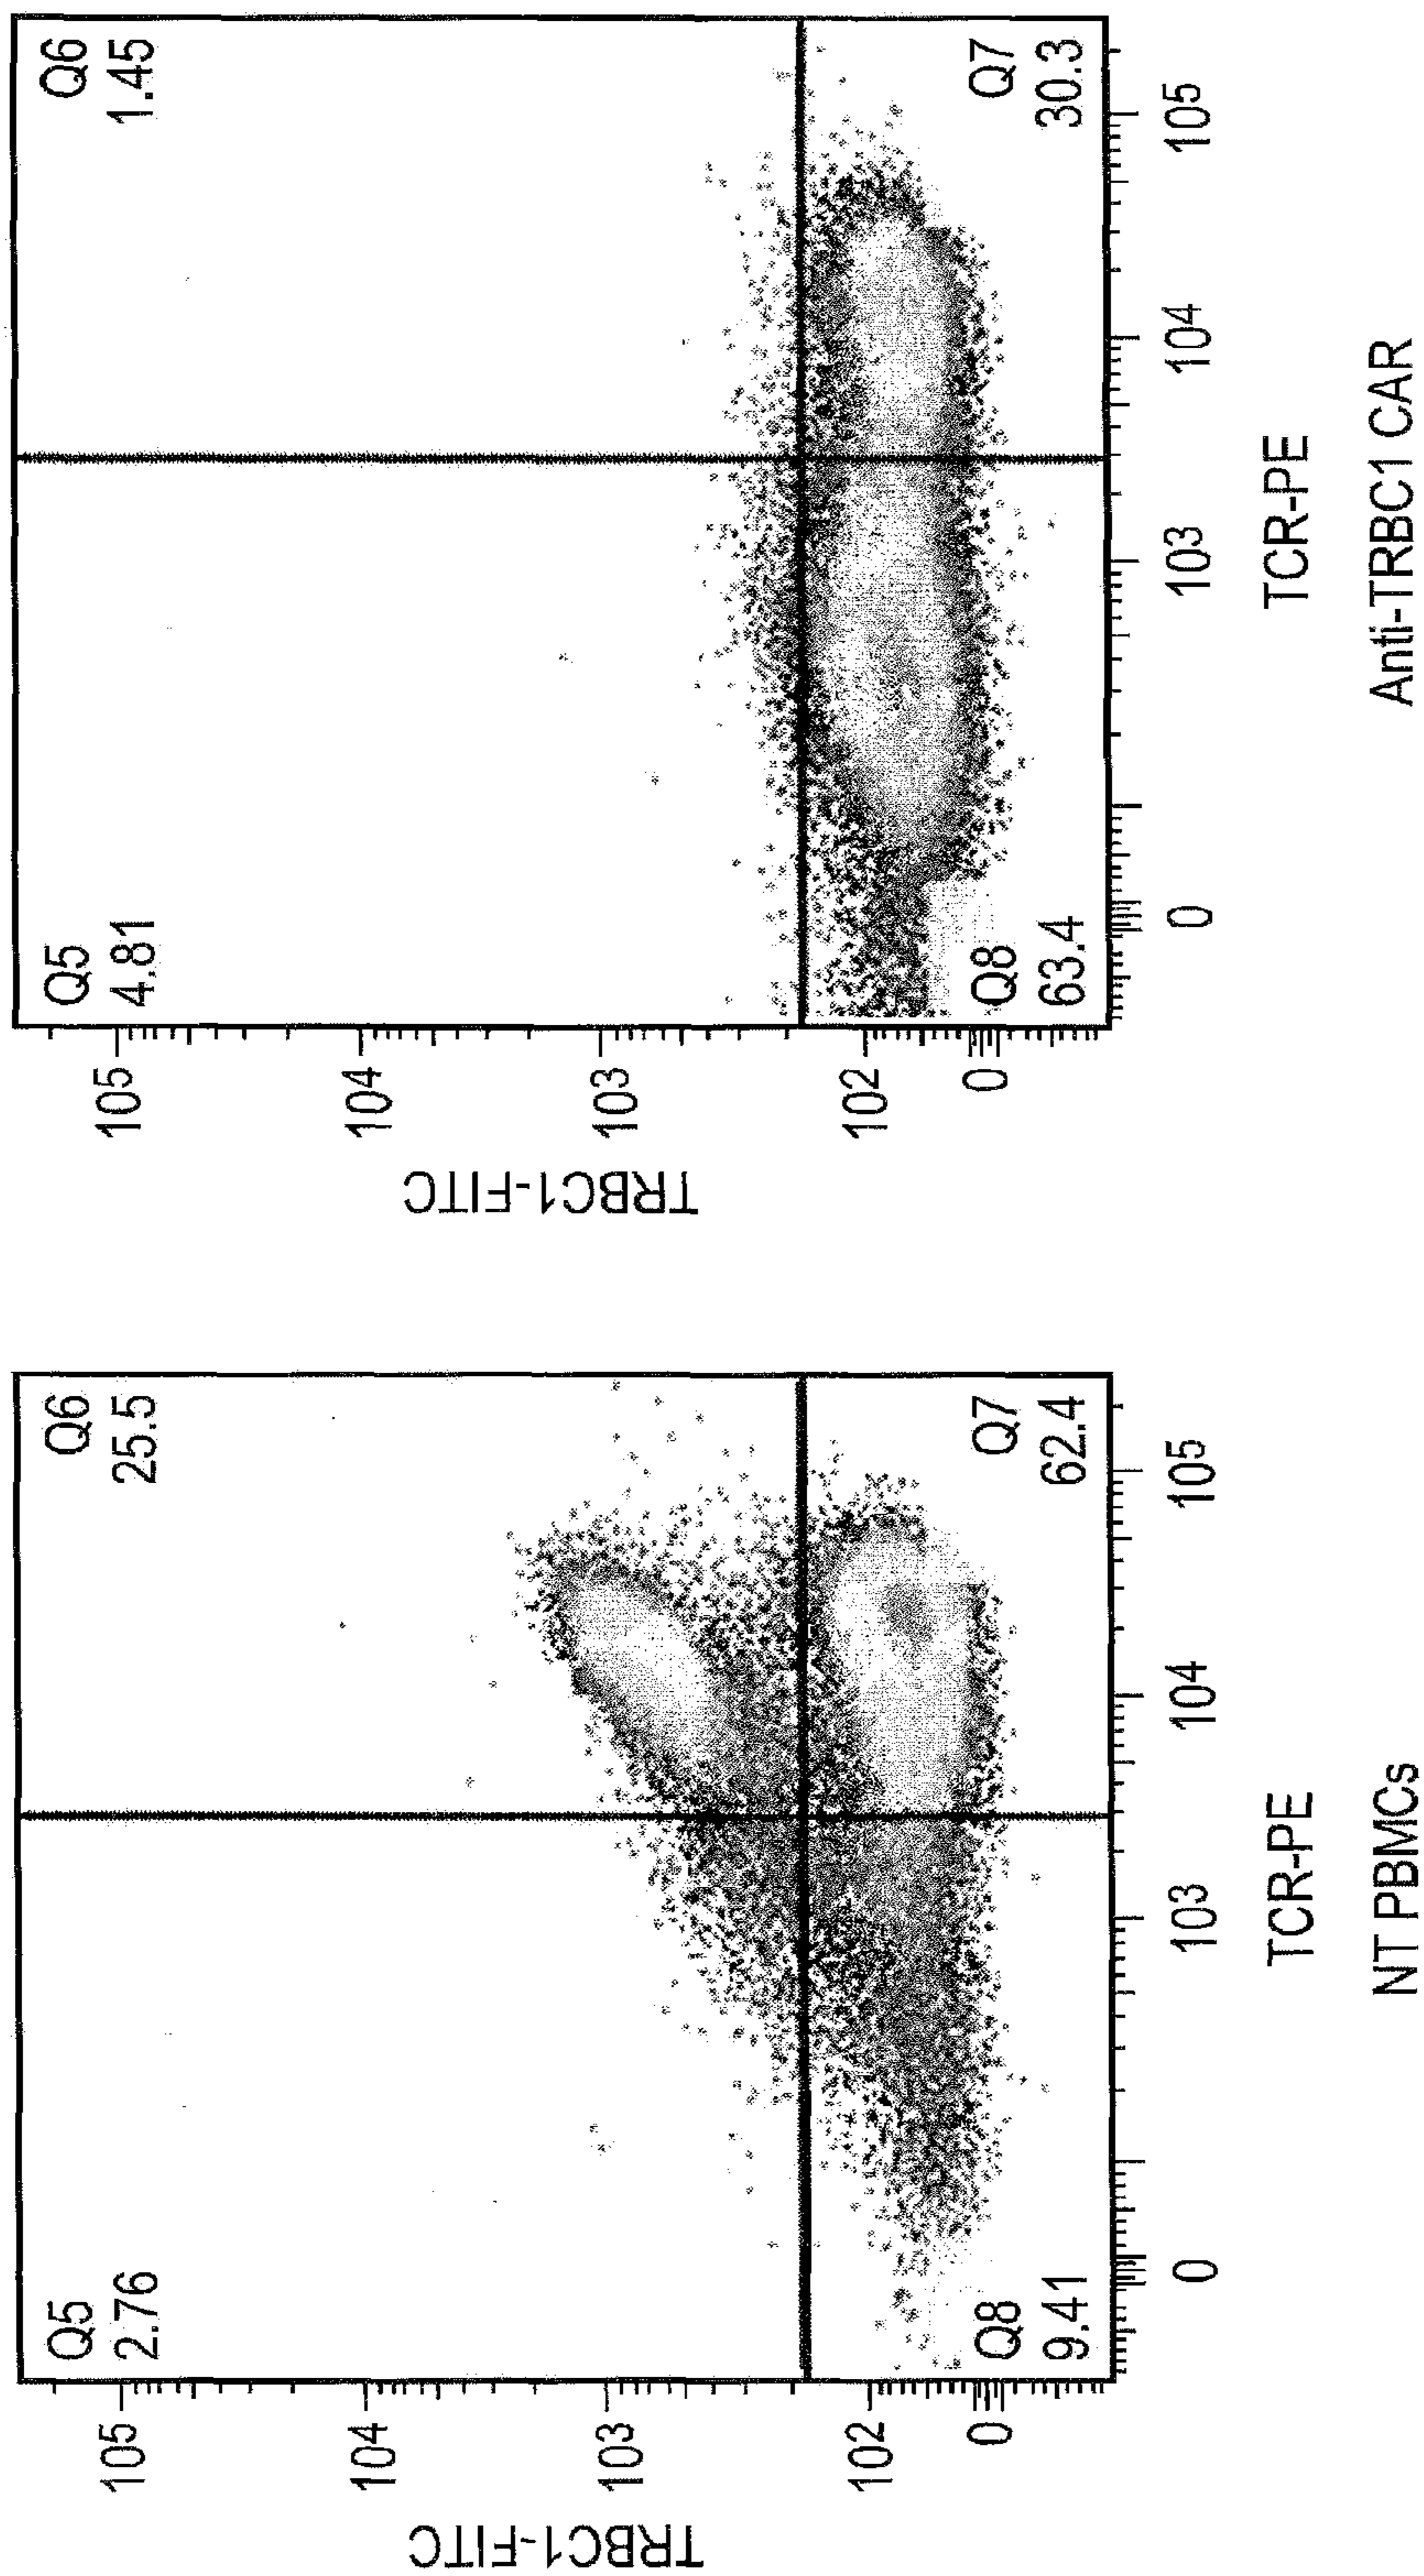 Q5
2.76
Q6
25.5
Q8
9.41
Q7
62.4
105
104
103
102
0
TRBC1-FITC
0
103
104
105
TCR-PE
NT PBMCs
Q5
4.81
Q6
1.45
Q8
63.4
Q7
30.3
105
104
103
102
0
TRBC1-FITC
0
103
104
105
TCR-PE
Anti-TRBC1 CAR